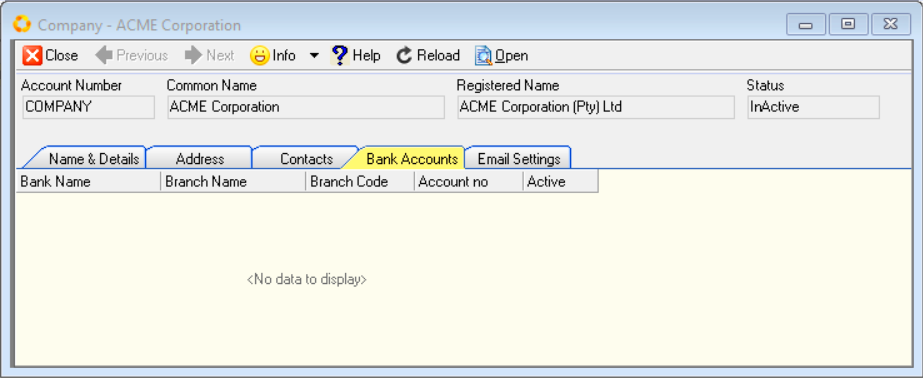 Company - ACME Corporation
Close Previous Next Info Help Reload Open
Account Number Common Name Registered Name Status
COMPANY ACME Corporation ACME Corporation (Pty) Ltd InActive
Name & Details Address Contacts Bank Accounts Email Settings
Bank Name Branch Name Branch Code Account no Active
<No data to display>